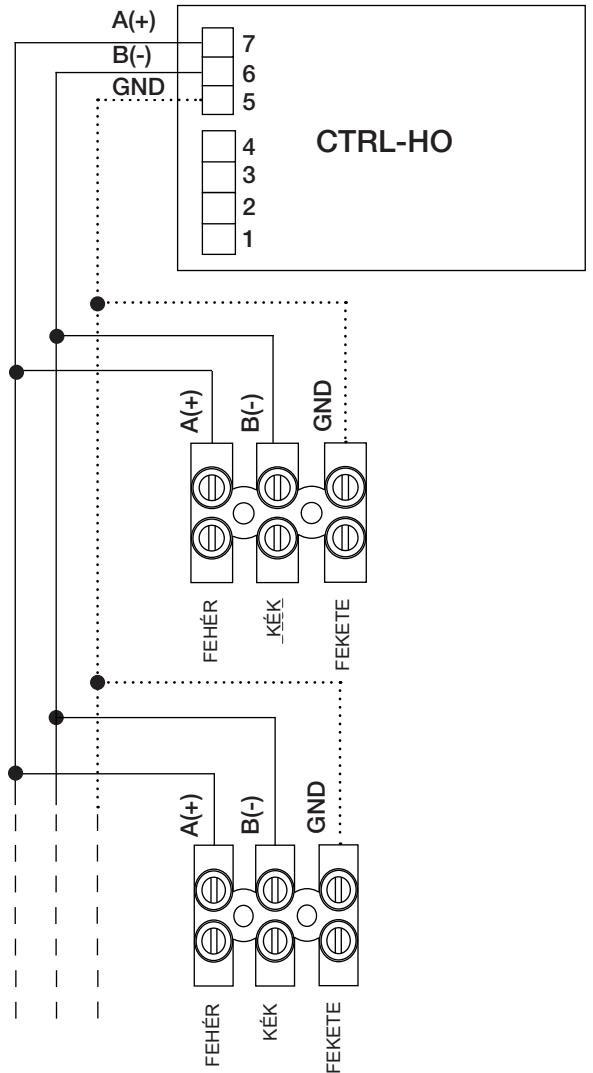 A(+)
B(-)
GND
7
6
5
4
3
2
1
CTRL-HO
A(+)
B(-)
GND
FEHÉR
KÉK
FEKETE
A(+)
B(-)
GND
FEHÉR
KÉK
FEKETE